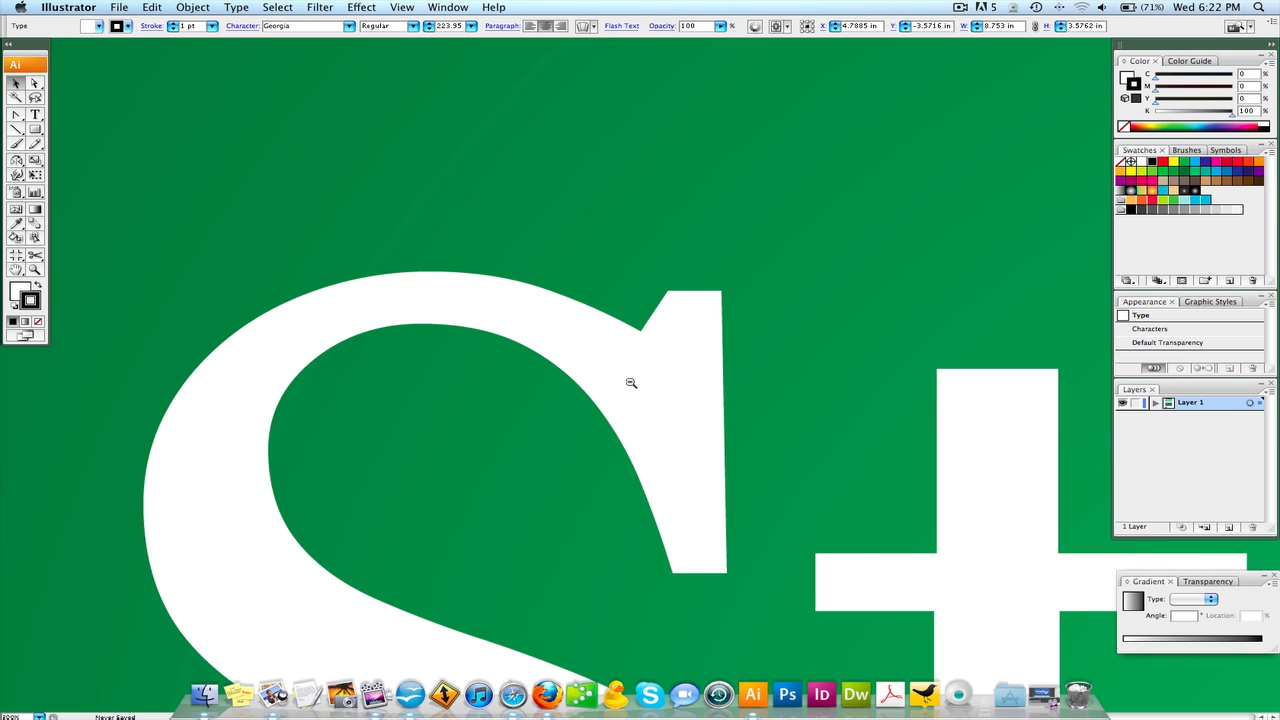 Illustrator File Edit Object Type Select Filter Effect View Window Help 5 (71%) Wed 6:22 PM
Type Stroke: 1 pt Character: Georgia Regular 223.95 Paragraph: Flash Text Opacity: 100 % X: 4.7885 in Y: -3.5716 in W: 8.753 in H: 3.5762 in
Ai
T
Color Color Guide
C 0 %
M 0 %
Y 0 %
K 100 %
Swatches Brushes Symbols
Appearance Graphic Styles
Type
Characters
Default Transparency
Layers
Layer 1
1 Layer
Gradient Transparency
Type:
Angle: ° Location: %
S+
Ai Ps Id Dw
200% Never Saved